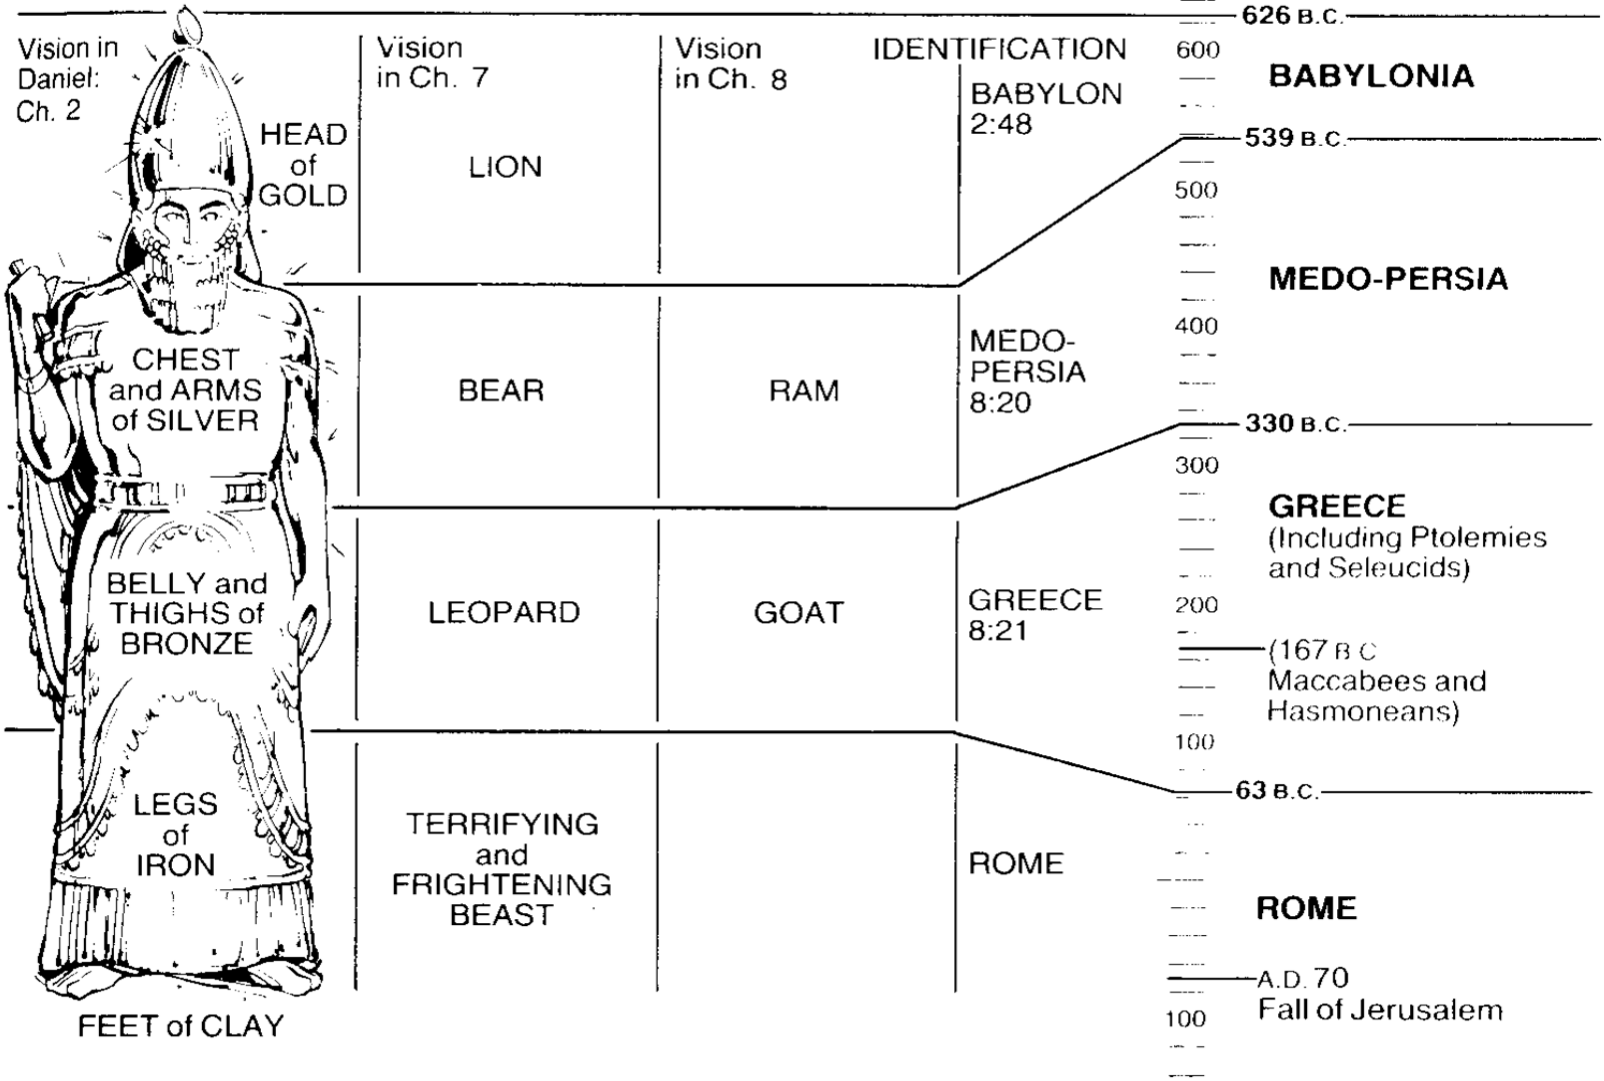 Vision in
Daniel:
Ch. 2
HEAD
of
GOLD
CHEST
and ARMS
of SILVER
BELLY and
THIGHS of
BRONZE
LEGS
of
IRON
FEET of CLAY
Vision
in Ch. 7
LION
BEAR
LEOPARD
TERRIFYING
and
FRIGHTENING
BEAST
Vision
in Ch. 8
RAM
GOAT
IDENTIFICATION
BABYLON
2:48
MEDO-
PERSIA
8:20
GREECE
8:21
ROME
626 B.C.
600
BABYLONIA
539 B.C.
500
MEDO-PERSIA
400
330 B.C.
300
GREECE
(Including Ptolemies
and Seleucids)
200
(167 B C
Maccabees and
Hasmoneans)
100
63 B.C.
ROME
A.D. 70
Fall of Jerusalem
100